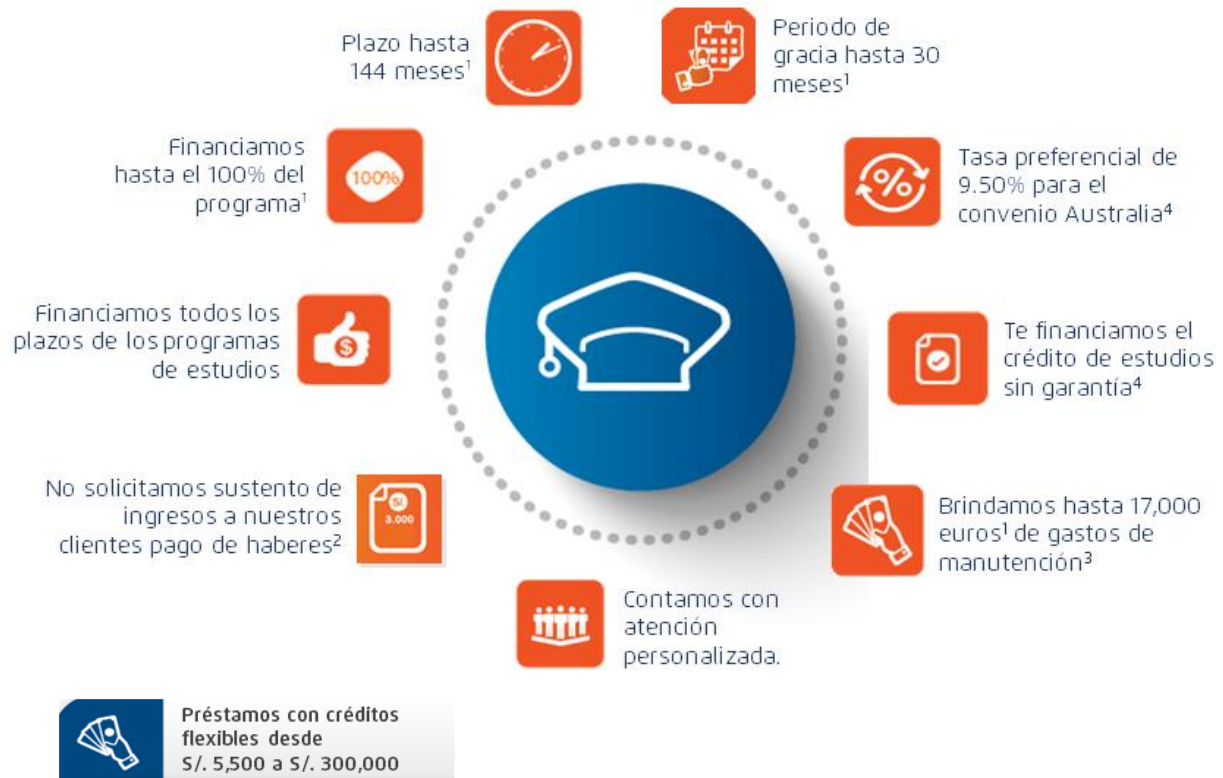 Plazo hasta
144 meses¹
Periodo de
gracia hasta 30
meses¹
Financiamos
hasta el 100% del
programa¹
100%
%
Tasa preferencial de
9.50% para el
convenio Australia⁴
Financiamos todos los
plazos de los programas
de estudios
$
Te financiamos el
crédito de estudios
sin garantía⁴
No solicitamos sustento de
ingresos a nuestros
clientes pago de haberes²
S/.
3.000
Brindamos hasta 17,000
euros¹ de gastos de
manutención³
Contamos con
atención
personalizada.
Préstamos con créditos
flexibles desde
S/. 5,500 a S/. 300,000